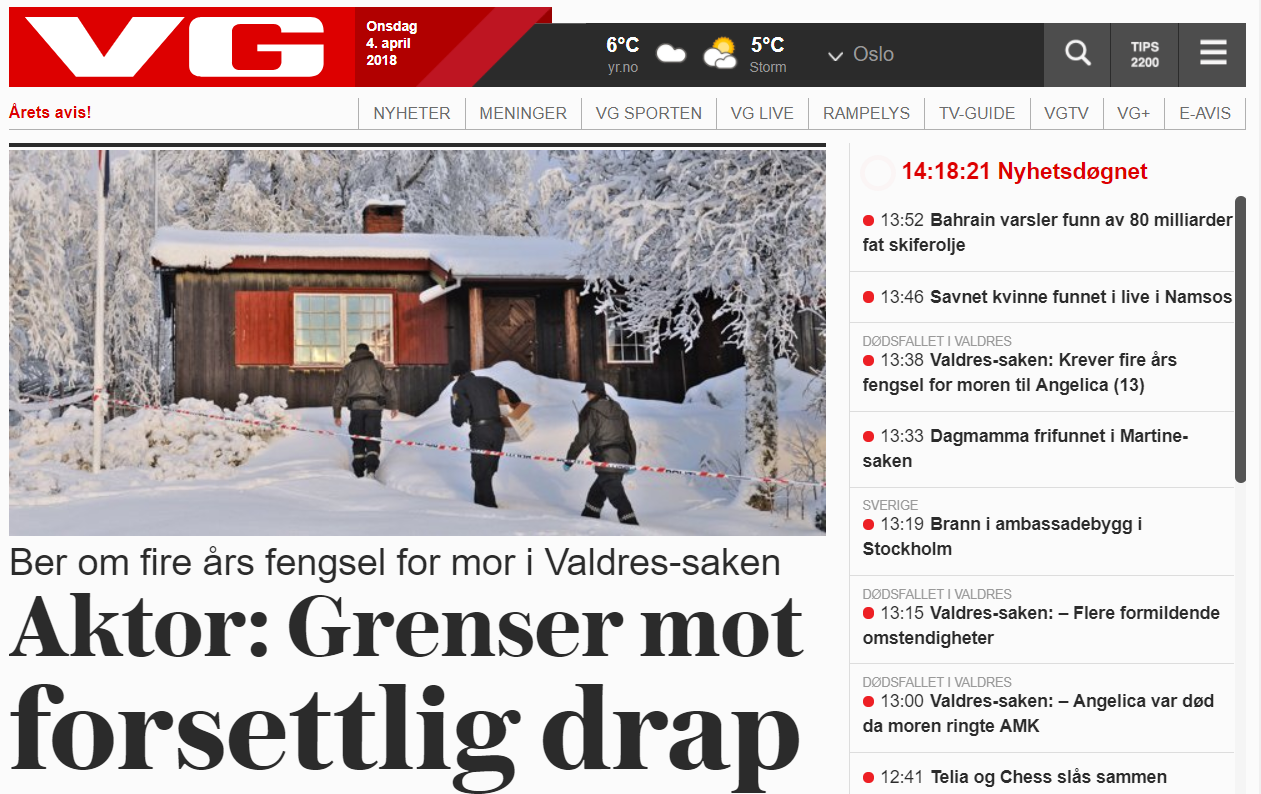 VG
Onsdag
4. april
2018
6°C
yr.no
5°C
Storm
Oslo
TIPS
2200
Årets avis!
NYHETER
MENINGER
VG SPORTEN
VG LIVE
RAMPELYS
TV-GUIDE
VGTV
VG+
E-AVIS
Ber om fire års fengsel for mor i Valdres-saken
Aktor: Grenser mot
forsettlig drap
14:18:21 Nyhetsdøgnet
13:52 Bahrain varsler funn av 80 milliarder
fat skiferolje
13:46 Savnet kvinne funnet i live i Namsos
DØDSFALLET I VALDRES
13:38 Valdres-saken: Krever fire års
fengsel for moren til Angelica (13)
13:33 Dagmamma frifunnet i Martine-
saken
SVERIGE
13:19 Brann i ambassadebygg i
Stockholm
DØDSFALLET I VALDRES
13:15 Valdres-saken: – Flere formildende
omstendigheter
DØDSFALLET I VALDRES
13:00 Valdres-saken: – Angelica var død
da moren ringte AMK
12:41 Telia og Chess slås sammen